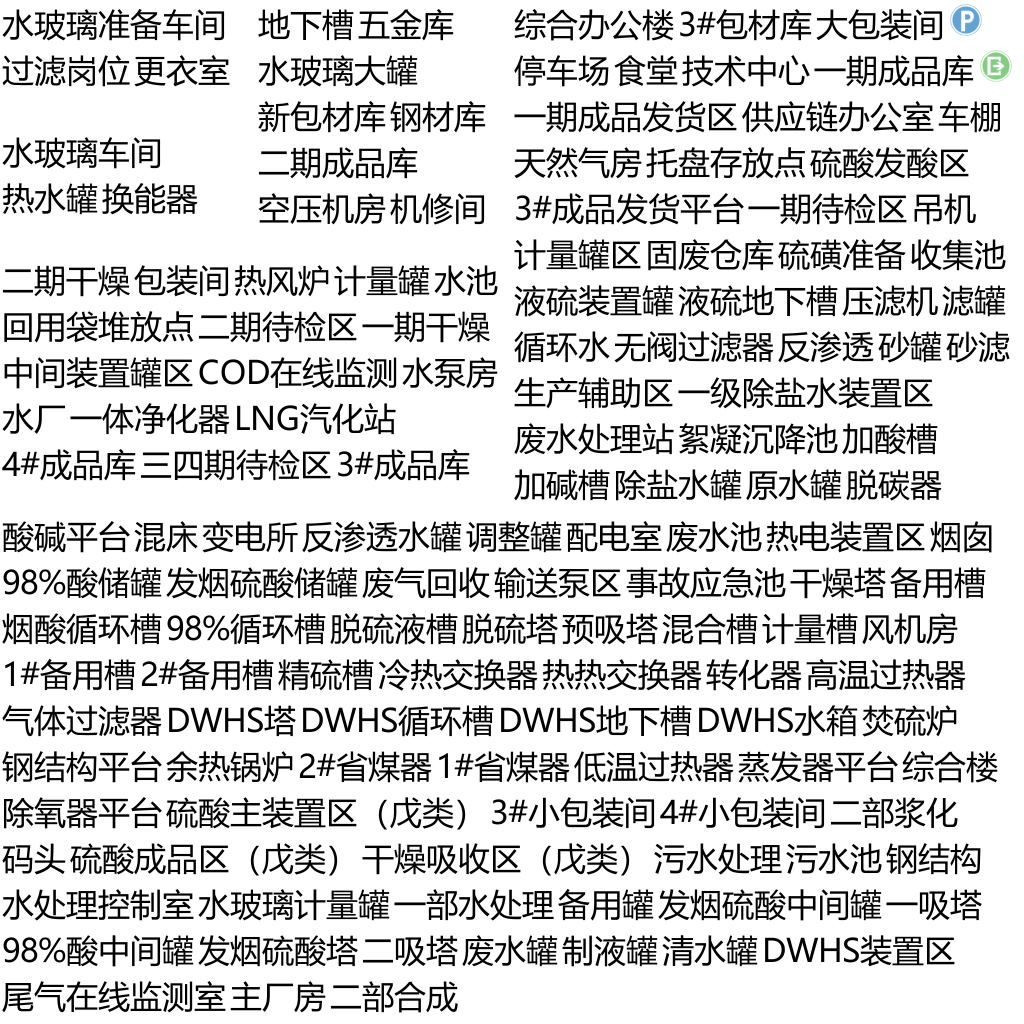 水玻璃准备车间
过滤岗位 更衣室
水玻璃车间
热水罐 换能器
地下槽 五金库
水玻璃大罐
新包材库 钢材库
二期成品库
空压机房 机修间
二期干燥 包装间 热风炉 计量罐 水池
回用袋堆放点 二期待检区 一期干燥
中间装置罐区 COD在线监测 水泵房
水厂 一体净化器 LNG汽化站
4#成品库 三四期待检区 3#成品库
综合办公楼 3#包材库 大包装间 P
停车场 食堂 技术中心 一期成品库
一期成品发货区 供应链办公室 车棚
天然气房 托盘存放点 硫酸发酸区
3#成品发货平台 一期待检区 吊机
计量罐区 固废仓库 硫磺准备 收集池
液硫装置罐 液硫地下槽 压滤机 滤罐
循环水 无阀过滤器 反渗透 砂罐 砂滤
生产辅助区 一级除盐水装置区
废水处理站 絮凝沉降池 加酸槽
加碱槽 除盐水罐 原水罐 脱碳器
酸碱平台 混床 变电所 反渗透水罐 调整罐 配电室 废水池 热电装置区 烟囱
98%酸储罐 发烟硫酸储罐 废气回收 输送泵区 事故应急池 干燥塔 备用槽
烟酸循环槽 98%循环槽 脱硫液槽 脱硫塔 预吸塔 混合槽 计量槽 风机房
1#备用槽 2#备用槽 精硫槽 冷热交换器 热热交换器 转化器 高温过热器
气体过滤器 DWHS塔 DWHS循环槽 DWHS地下槽 DWHS水箱 焚硫炉
钢结构平台 余热锅炉 2#省煤器 1#省煤器 低温过热器 蒸发器平台 综合楼
除氧器平台 硫酸主装置区（戊类） 3#小包装间 4#小包装间 二部浆化
码头 硫酸成品区（戊类） 干燥吸收区（戊类） 污水处理 污水池 钢结构
水处理控制室 水玻璃计量罐 一部水处理 备用罐 发烟硫酸中间罐 一吸塔
98%酸中间罐 发烟硫酸塔 二吸塔 废水罐 制液罐 清水罐 DWHS装置区
尾气在线监测室 主厂房 二部合成